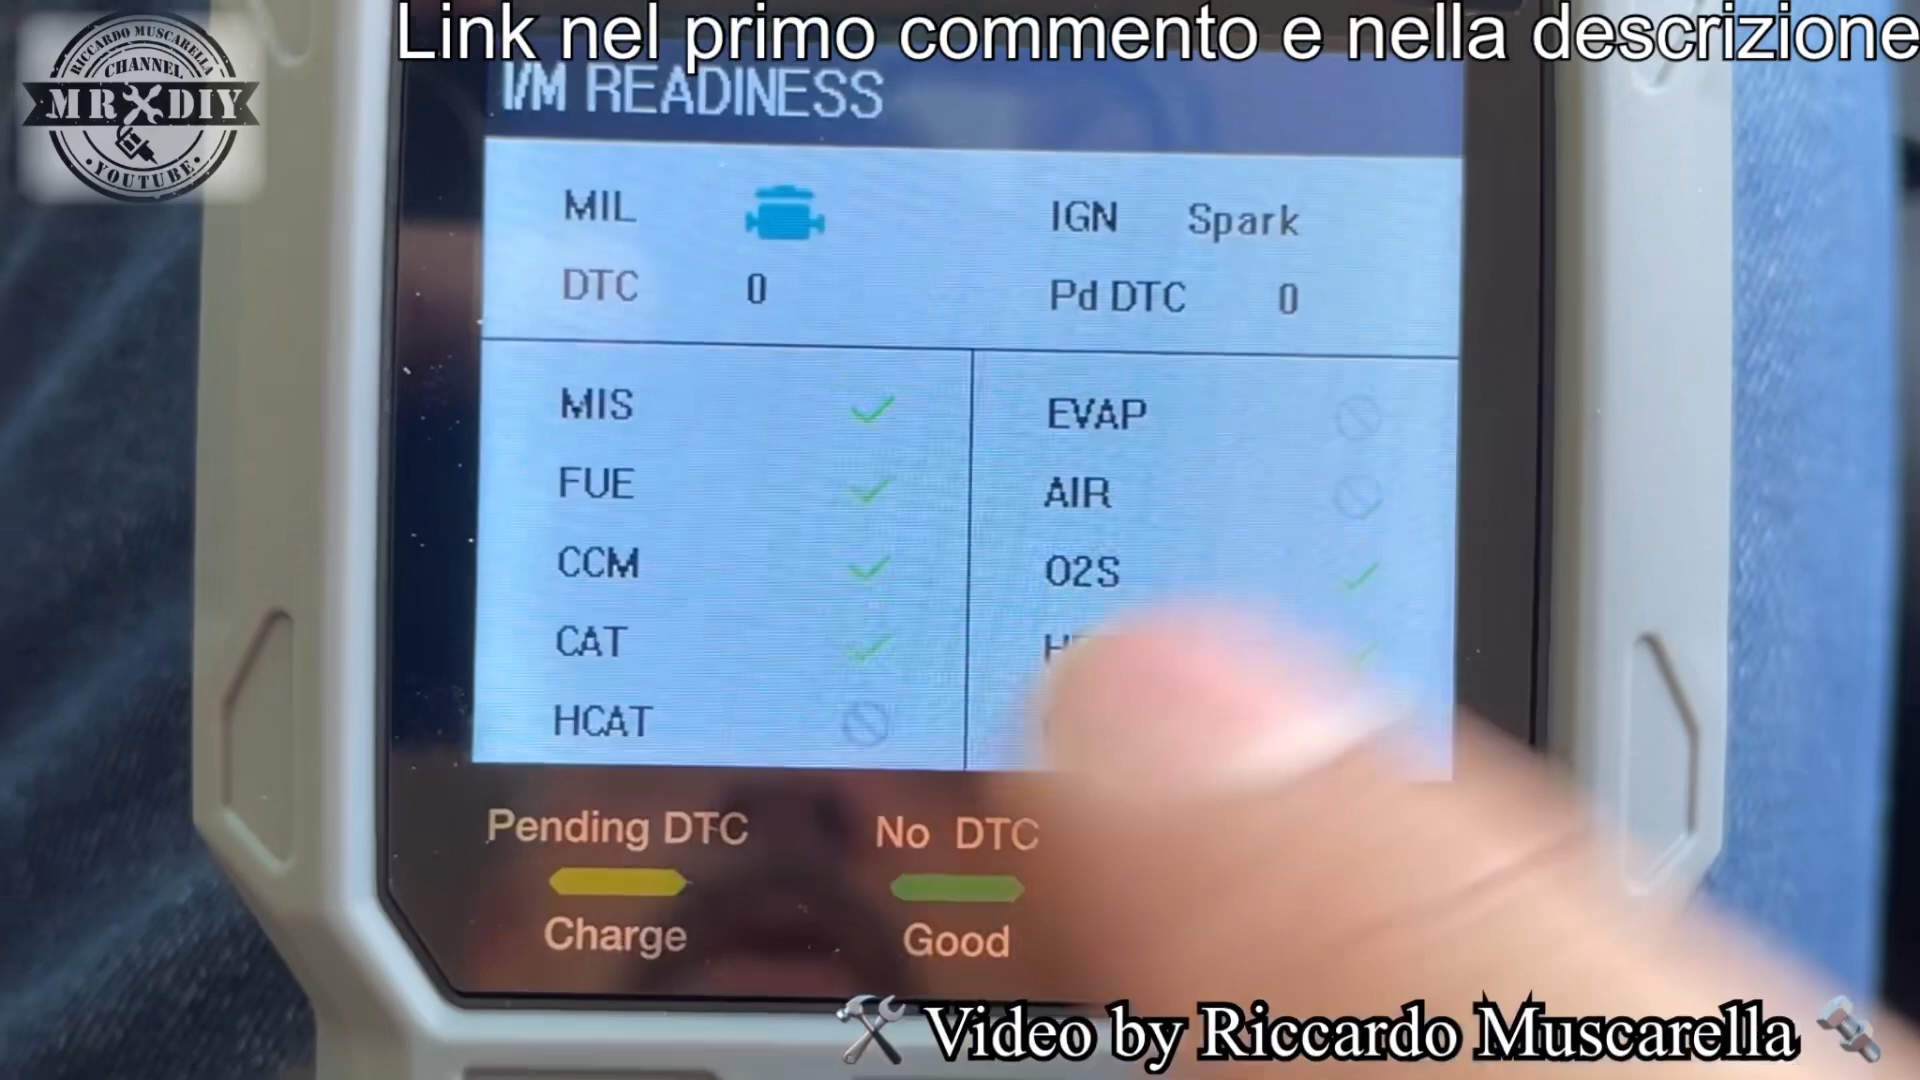 Link nel primo commento e nella descrizione
RICCARDO MUSCARELLA
CHANNEL
MR DIY
YOUTUBE
I/M READINESS
MIL
IGN Spark
DTC 0
Pd DTC 0
MIS
EVAP
FUE
AIR
CCM
O2S
CAT
HCAT
Pending DTC
No DTC
Charge
Good
Video by Riccardo Muscarella